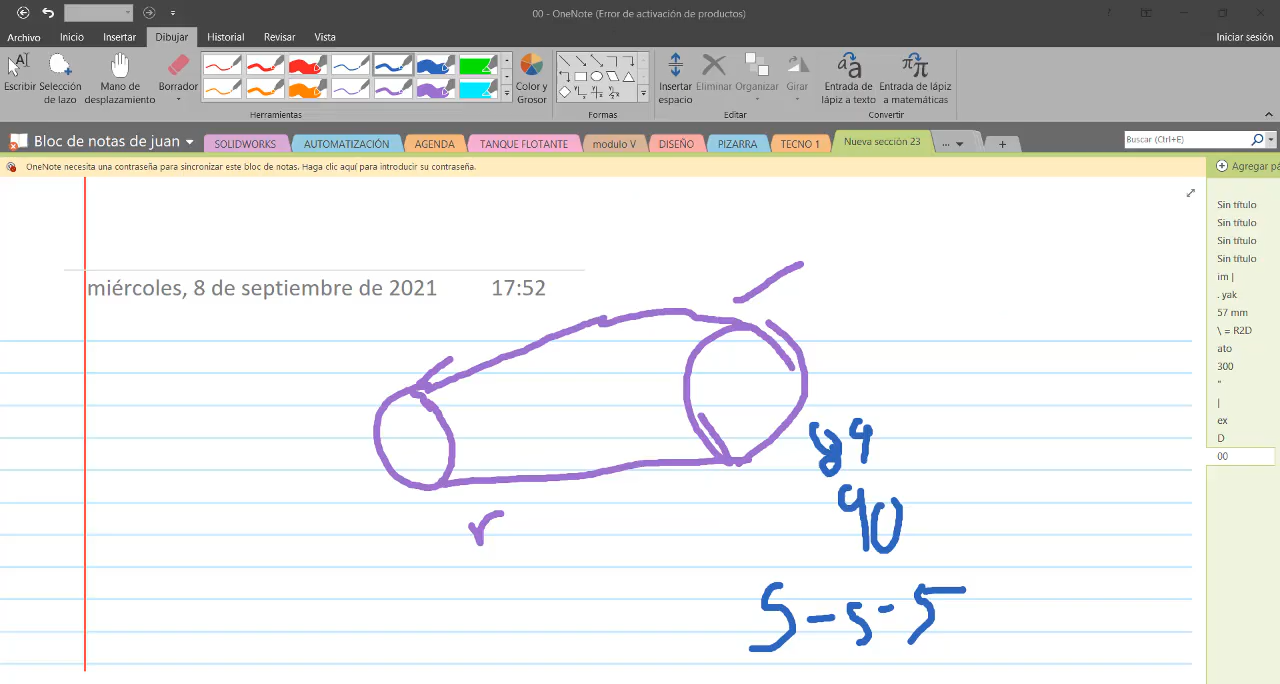 00 - OneNote (Error de activación de productos)
Archivo Inicio Insertar Dibujar Historial Revisar Vista Iniciar sesión
Escribir Selección de lazo Mano de desplazamiento Borrador Color y Grosor Insertar espacio Eliminar Organizar Girar Entrada de lápiz a texto Entrada de lápiz a matemáticas
Herramientas Formas Editar Convertir
Bloc de notas de juan SOLIDWORKS AUTOMATIZACIÓN AGENDA TANQUE FLOTANTE modulo V DISEÑO PIZARRA TECNO 1 Nueva sección 23 ... + Buscar (Ctrl+E)
OneNote necesita una contraseña para sincronizar este bloc de notas. Haga clic aquí para introducir su contraseña.
Agregar pá
Sin título
Sin título
Sin título
Sin título
im |
. yak
57 mm
\ = R2D
ato
300
"
|
ex
D
00
miércoles, 8 de septiembre de 2021 17:52
r
90
5-5-5